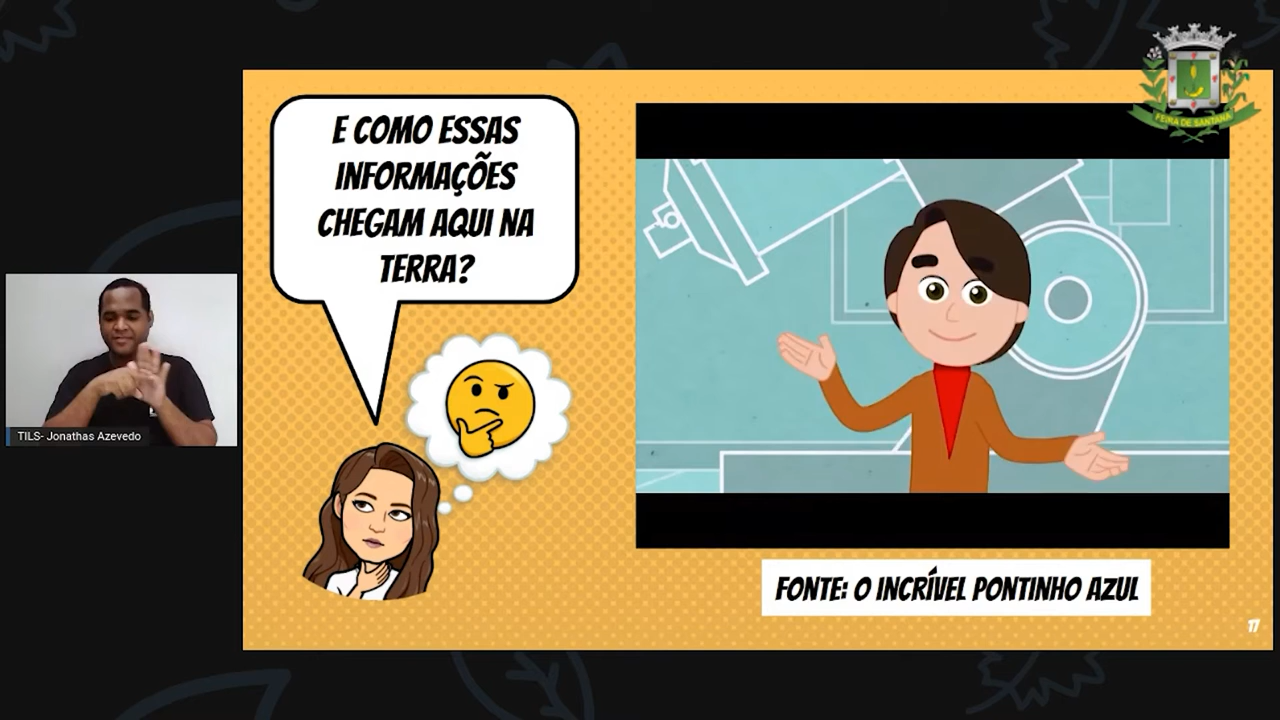 E COMO ESSAS
INFORMAÇÕES
CHEGAM AQUI NA
TERRA?
FEIRA DE SANTANA
TILS- Jonathas Azevedo
FONTE: O INCRÍVEL PONTINHO AZUL
17